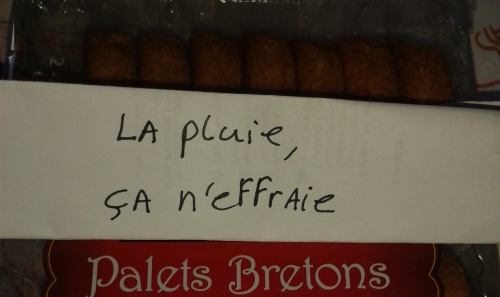 LA pluie,
ÇA n'effraie
Palets Bretons